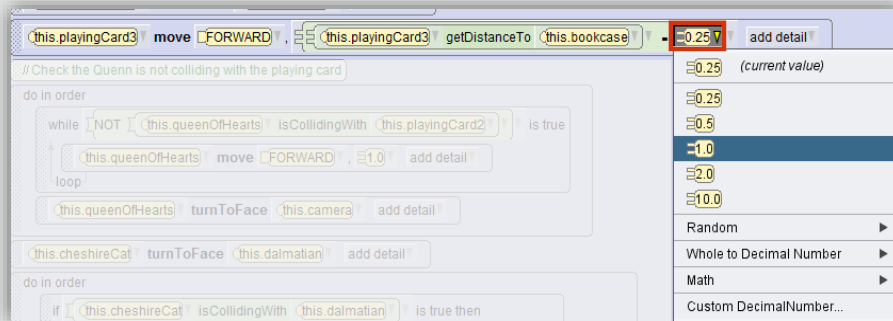 this.playingCard3 move FORWARD , this.playingCard3 getDistanceTo this.bookcase - 0.25 add detail
0.25 (current value)
0.25
0.5
1.0
2.0
10.0
Random
Whole to Decimal Number
Math
Custom DecimalNumber...
// Check the Quenn is not colliding with the playing card
do in order
while NOT this.queenOfHearts isCollidingWith this.playingCard2 is true
this.queenOfHearts move FORWARD , 1.0 add detail
loop
this.queenOfHearts turnToFace this.camera add detail
this.cheshireCat turnToFace this.dalmatian add detail
do in order
if this.cheshireCat isCollidingWith this.dalmatian is true then